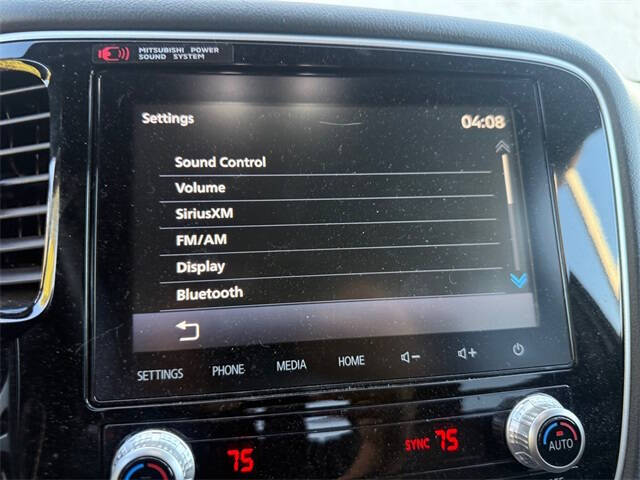 MITSUBISHI POWER
SOUND SYSTEM
Settings 04:08
Sound Control
Volume
SiriusXM
FM/AM
Display
Bluetooth
SETTINGS PHONE MEDIA HOME
75 SYNC 75
AUTO